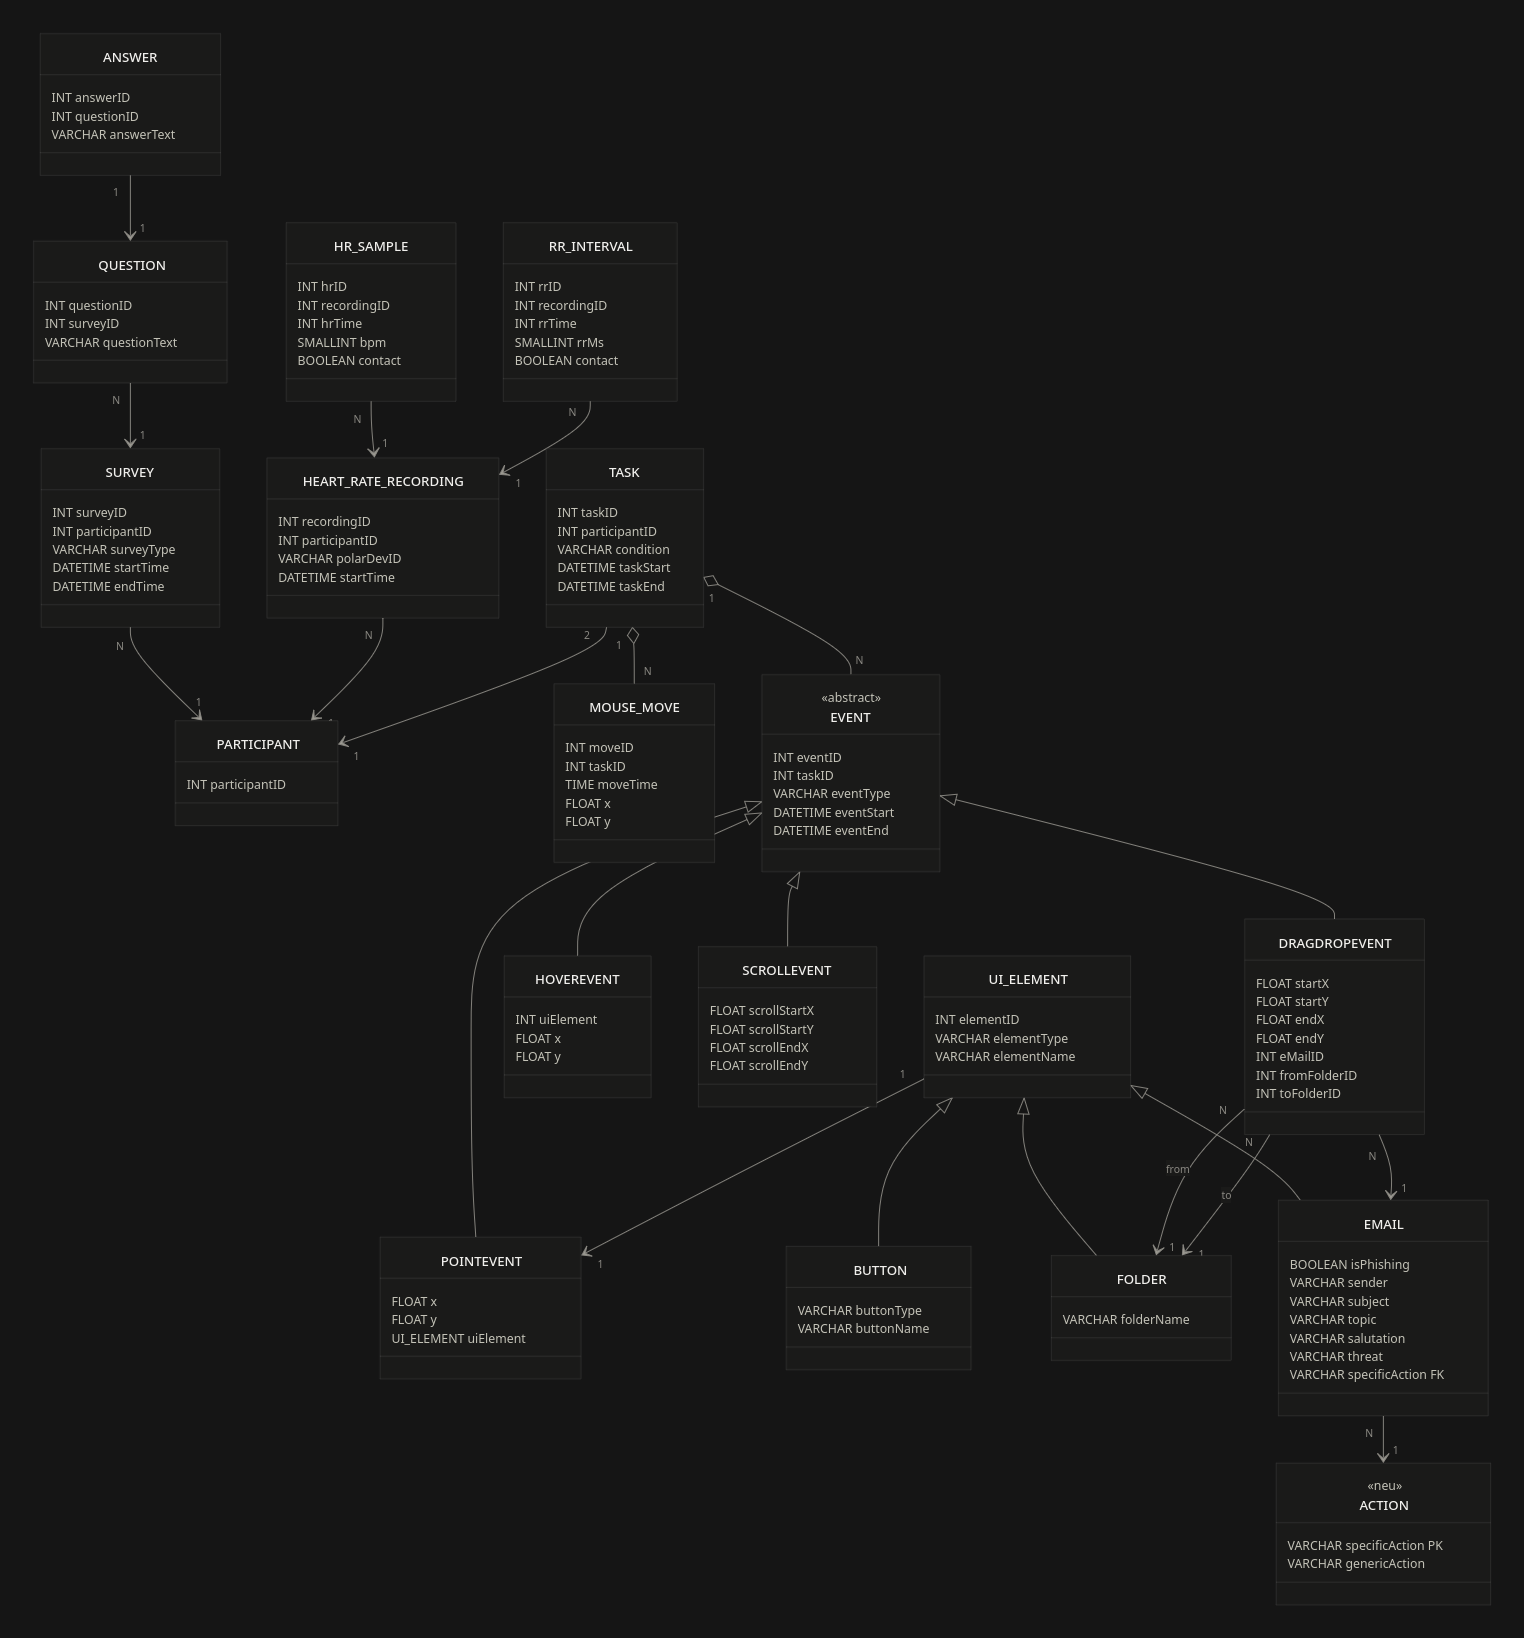 ANSWER
INT answerID
INT questionID
VARCHAR answerText
1
1
QUESTION
INT questionID
INT surveyID
VARCHAR questionText
N
1
HR_SAMPLE
INT hrID
INT recordingID
INT hrTime
SMALLINT bpm
BOOLEAN contact
N
1
RR_INTERVAL
INT rrID
INT recordingID
INT rrTime
SMALLINT rrMs
BOOLEAN contact
N
1
SURVEY
INT surveyID
INT participantID
VARCHAR surveyType
DATETIME startTime
DATETIME endTime
N
1
HEART_RATE_RECORDING
INT recordingID
INT participantID
VARCHAR polarDevID
DATETIME startTime
N
TASK
INT taskID
INT participantID
VARCHAR condition
DATETIME taskStart
DATETIME taskEnd
2
1
1
N
1
N
PARTICIPANT
INT participantID
MOUSE_MOVE
INT moveID
INT taskID
TIME moveTime
FLOAT x
FLOAT y
«abstract»
EVENT
INT eventID
INT taskID
VARCHAR eventType
DATETIME eventStart
DATETIME eventEnd
HOVEREVENT
INT uiElement
FLOAT x
FLOAT y
SCROLLEVENT
FLOAT scrollStartX
FLOAT scrollStartY
FLOAT scrollEndX
FLOAT scrollEndY
UI_ELEMENT
INT elementID
VARCHAR elementType
VARCHAR elementName
1
1
DRAGDROPEVENT
FLOAT startX
FLOAT startY
FLOAT endX
FLOAT endY
INT eMailID
INT fromFolderID
INT toFolderID
N
N
N
from
to
1
1
1
POINTEVENT
FLOAT x
FLOAT y
UI_ELEMENT uiElement
BUTTON
VARCHAR buttonType
VARCHAR buttonName
FOLDER
VARCHAR folderName
EMAIL
BOOLEAN isPhishing
VARCHAR sender
VARCHAR subject
VARCHAR topic
VARCHAR salutation
VARCHAR threat
VARCHAR specificAction FK
N
1
«neu»
ACTION
VARCHAR specificAction PK
VARCHAR genericAction